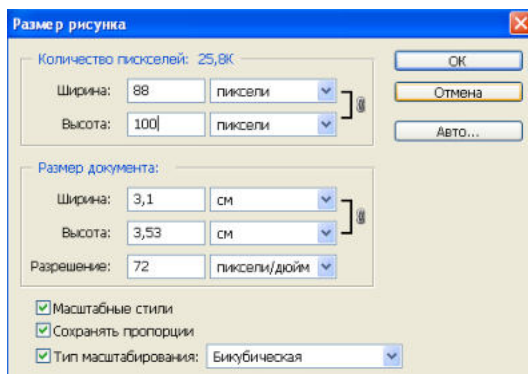 Размер рисунка
Количество пискселей: 25,8K
OK
Ширина: 88 пиксели
Отмена
Высота: 100 пиксели
Авто...
Размер документа:
Ширина: 3,1 см
Высота: 3,53 см
Разрешение: 72 пиксели/дюйм
Масштабные стили
Сохранять пропорции
Тип масштабирования: Бикубическая